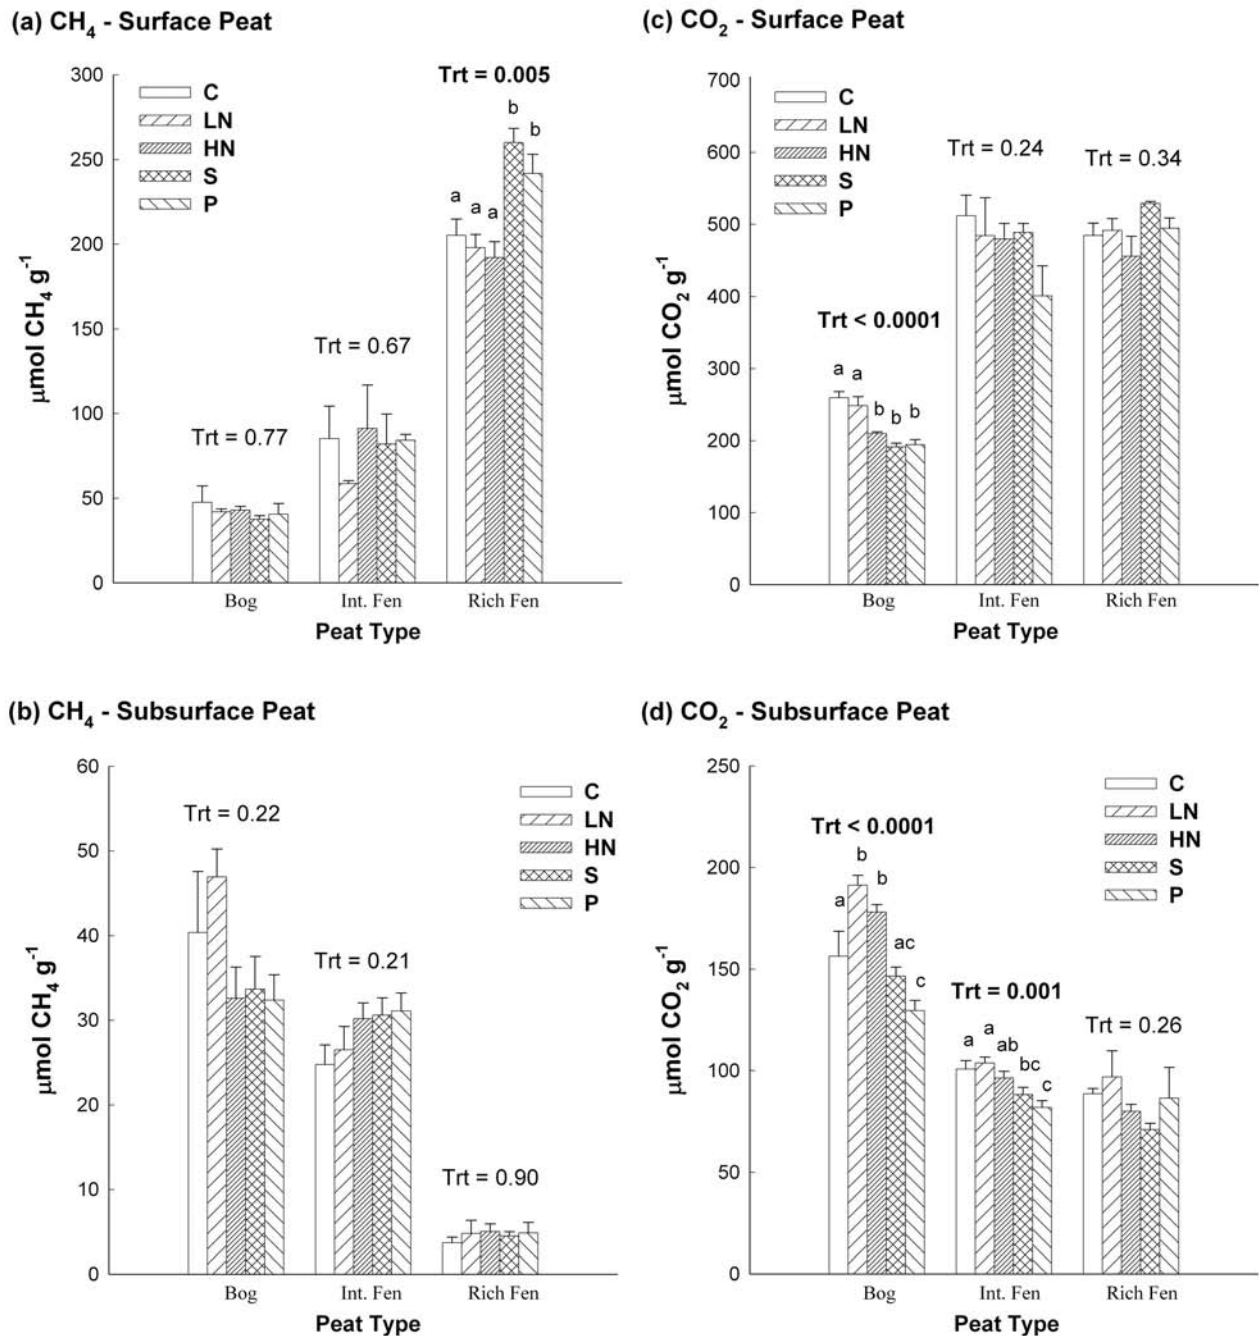 (a) CH4 - Surface Peat
300
250
200
150
100
50
0
μmol CH4 g-1
C
LN
HN
S
P
Trt = 0.77
Trt = 0.67
Trt = 0.005
a a a b b
Bog Int. Fen Rich Fen
Peat Type
(c) CO2 - Surface Peat
700
600
500
400
300
200
100
0
μmol CO2 g-1
C
LN
HN
S
P
Trt < 0.0001
a a b b b
Trt = 0.24
Trt = 0.34
Bog Int. Fen Rich Fen
Peat Type
(b) CH4 - Subsurface Peat
60
50
40
30
20
10
0
μmol CH4 g-1
C
LN
HN
S
P
Trt = 0.22
Trt = 0.21
Trt = 0.90
Bog Int. Fen Rich Fen
Peat Type
(d) CO2 - Subsurface Peat
250
200
150
100
50
0
μmol CO2 g-1
C
LN
HN
S
P
Trt < 0.0001
a b b ac c
Trt = 0.001
a a ab bc c
Trt = 0.26
Bog Int. Fen Rich Fen
Peat Type